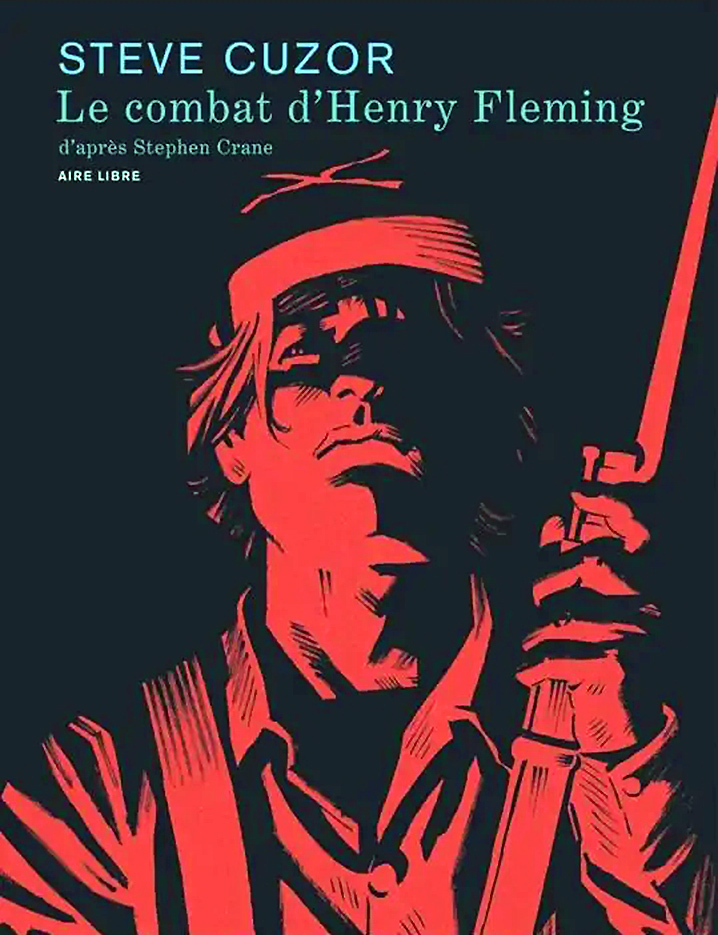 STEVE CUZOR
Le combat d'Henry Fleming
d'après Stephen Crane
AIRE LIBRE